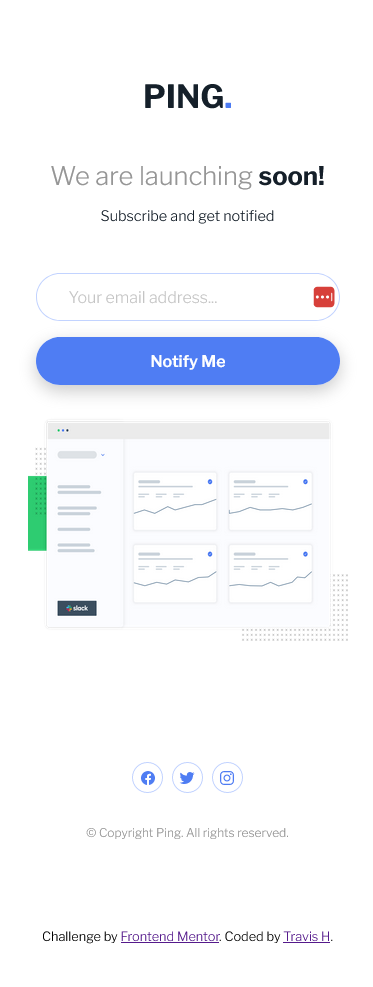 PING.
We are launching soon!
Subscribe and get notified
Your email address...
Notify Me
slack
© Copyright Ping. All rights reserved.
Challenge by Frontend Mentor. Coded by Travis H.